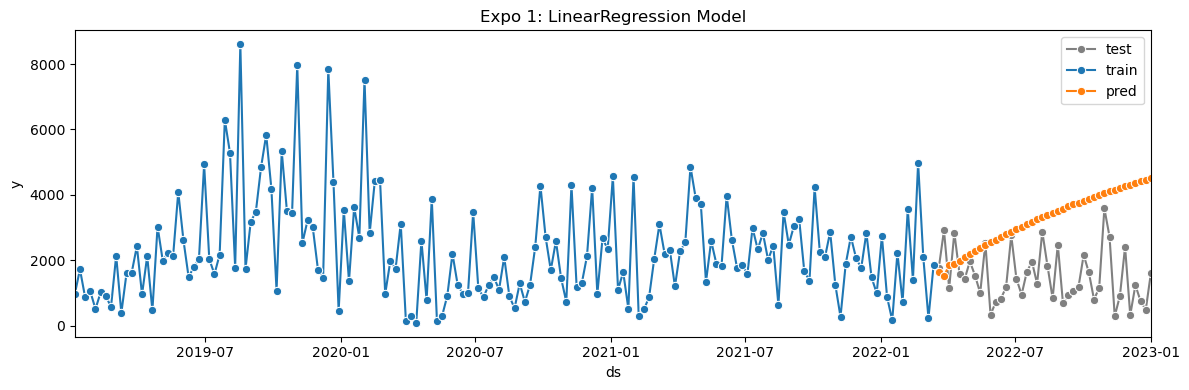 Expo 1: LinearRegression Model
test
train
pred
y
8000
6000
4000
2000
0
2019-07 2020-01 2020-07 2021-01 2021-07 2022-01 2022-07 2023-01
ds